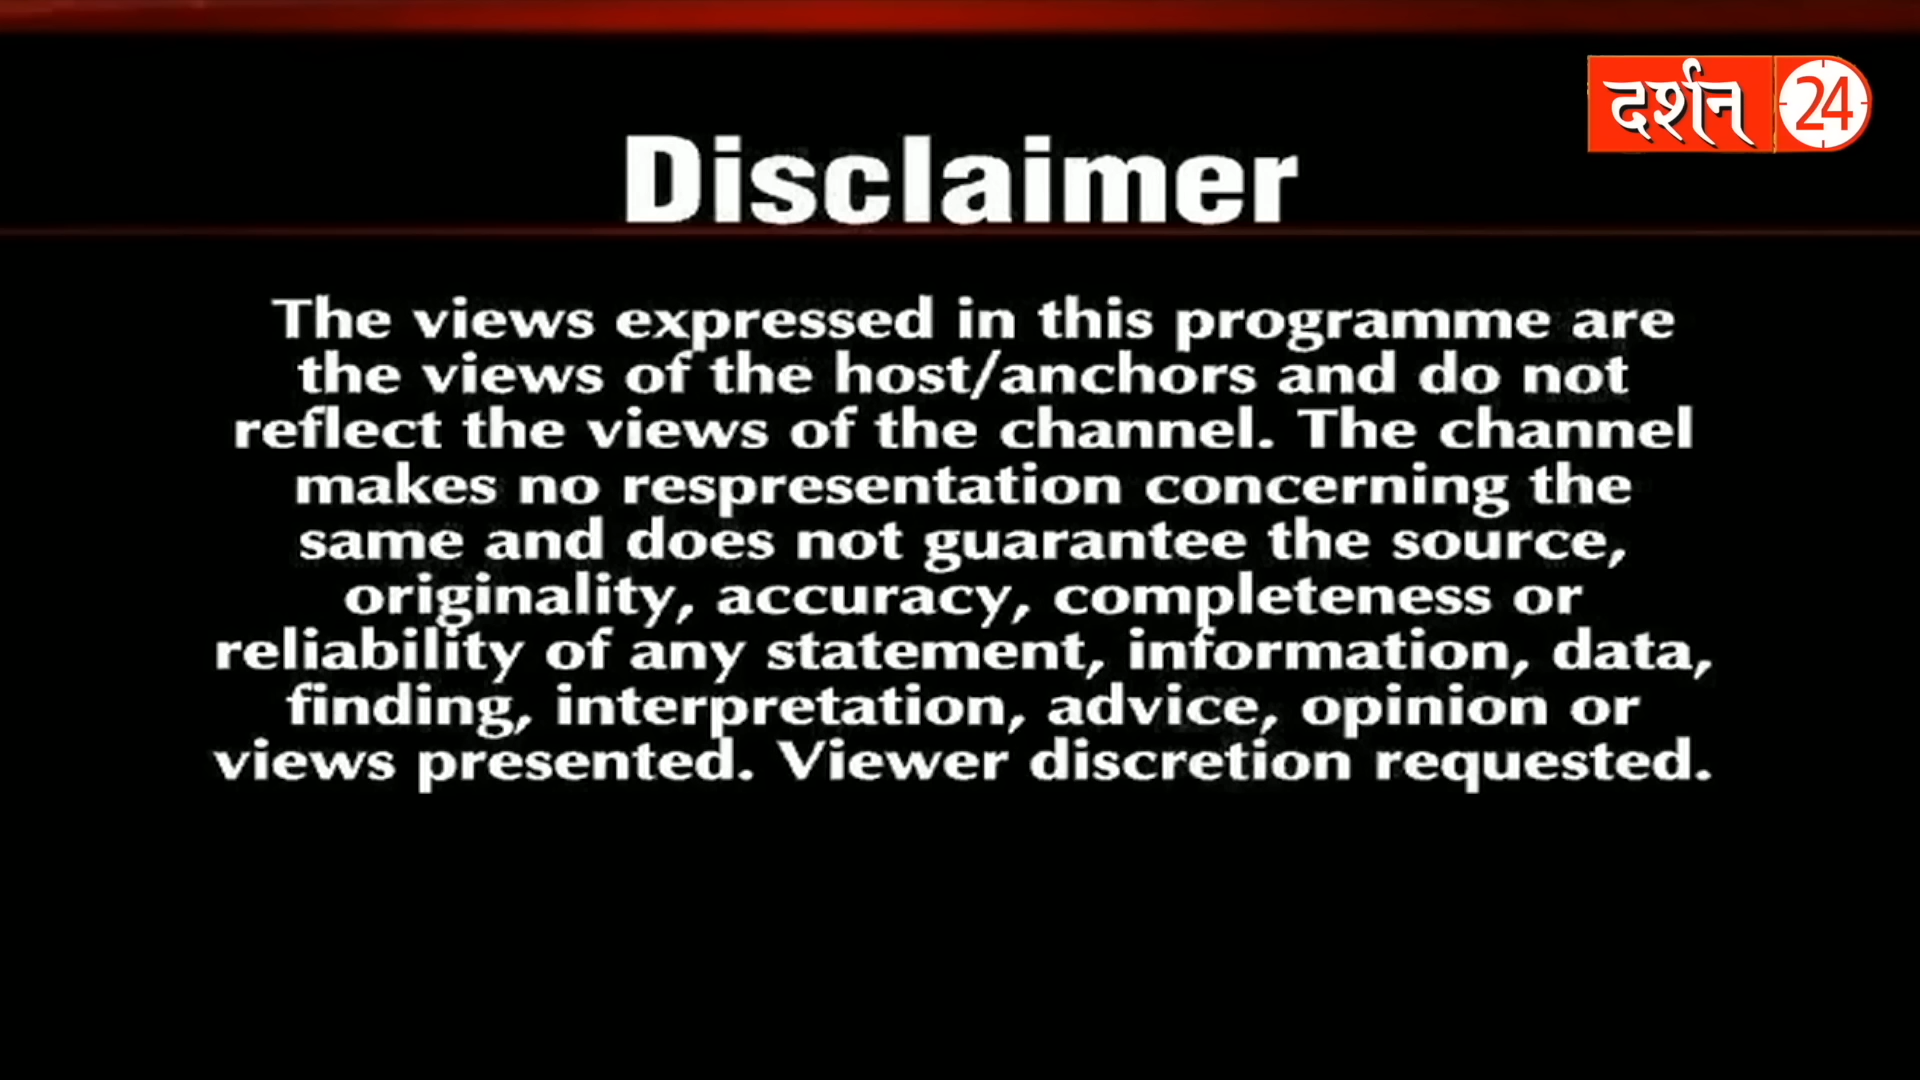 दर्शन 24
Disclaimer
The views expressed in this programme are
the views of the host/anchors and do not
reflect the views of the channel. The channel
makes no respresentation concerning the
same and does not guarantee the source,
originality, accuracy, completeness or
reliability of any statement, information, data,
finding, interpretation, advice, opinion or
views presented. Viewer discretion requested.